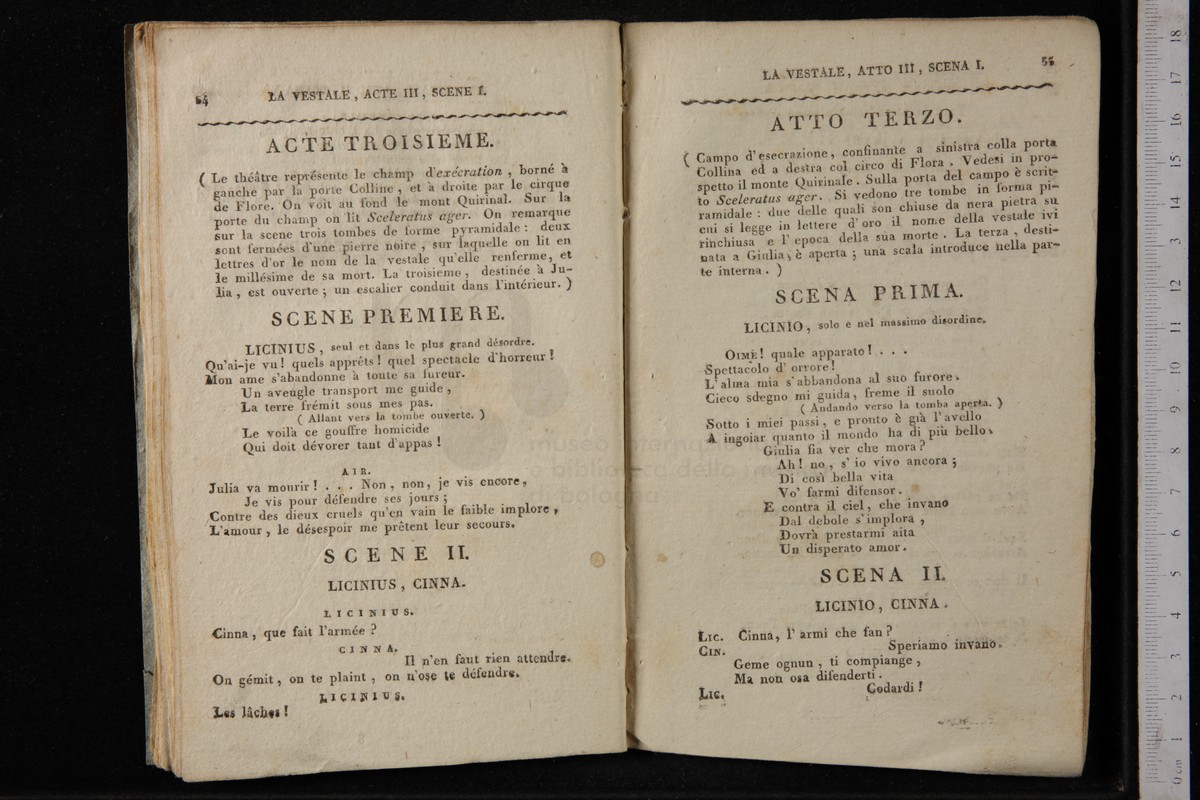 54 LA VESTALE, ACTE III, SCENE I.
ACTE TROISIEME.
( Le théâtre représente le champ d'exécration, borné à
gauche par la porte Colline, et à droite par le cirque
de Flore. On voit au fond le mont Quirinal. Sur la
porte du champ on lit Sceleratus ager. On remarque
sur la scene trois tombes de forme pyramidale: deux
sont fermées d'une pierre noire, sur laquelle on lit en
lettres d'or le nom de la vestale qu'elle renferme, et
le millésime de sa mort. La troisieme, destinée à Ju-
lia, est ouverte; un escalier conduit dans l'intérieur. )
SCENE PREMIERE.
LICINIUS, seul et dans le plus grand désordre.
Qu'ai-je vu! quels apprêts! quel spectacle d'horreur!
Mon ame s'abandonne à toute sa fureur.
Un aveugle transport me guide,
La terre frémit sous mes pas.
( Allant vers la tombe ouverte. )
Le voilà ce gouffre homicide
Qui doit dévorer tant d'appas!
AIR.
Julia va mourir! . . . Non, non, je vis encore,
Je vis pour défendre ses jours;
Contre des dieux cruels qu'en vain le faible implore,
L'amour, le désespoir me prêtent leur secours.
SCENE II.
LICINIUS, CINNA.
LICINIUS.
Cinna, que fait l'armée?
CINNA.
Il n'en faut rien attendre.
On gémit, on te plaint, on n'ose te défendre.
LICINIUS.
Les lâches!
LA VESTALE, ATTO III, SCENA I. 55
ATTO TERZO.
( Campo d'esecrazione, confinante a sinistra colla porta
Collina ed a destra col circo di Flora. Vedesi in pro-
spetto il monte Quirinale. Sulla porta del campo è scrit-
to Sceleratus ager. Si vedono tre tombe in forma pi-
ramidale: due delle quali son chiuse da nera pietra su
cui si legge in lettere d'oro il nome della vestale ivi
rinchiusa e l'epoca della sua morte. La terza, desti-
nata a Giulia, è aperta; una scala introduce nella par-
te interna. )
SCENA PRIMA.
LICINIO, solo e nel massimo disordine.
OIMÈ! quale apparato! . . .
Spettacolo d'orrore!
L'alma mia s'abbandona al suo furore.
Cieco sdegno mi guida, freme il suolo
( Andando verso la tomba aperta. )
Sotto i miei passi, e pronto è già l'avello
A ingoiar quanto il mondo ha di più bello.
Giulia fia ver che mora?
Ah! no, s'io vivo ancora;
Di così bella vita
Vo' farmi difensor.
E contra il ciel, che invano
Dal debole s'implora,
Dovrà prestarmi aita
Un disperato amor.
SCENA II.
LICINIO, CINNA.
LIC. Cinna, l'armi che fan?
CIN. Speriamo invano.
Geme ognun, ti compiange,
Ma non osa difenderti.
LIC. Codardi!